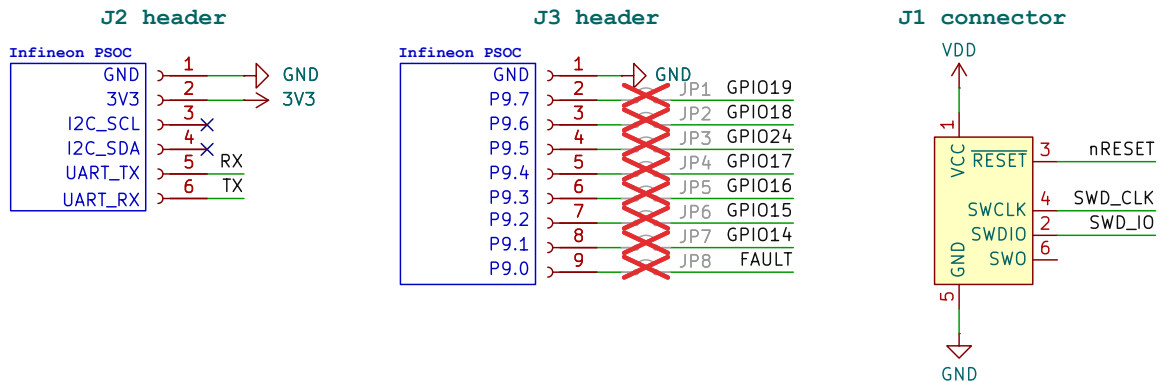 J2 header
Infineon PSOC
GND 1 GND
3V3 2 3V3
I2C_SCL 3
I2C_SDA 4
UART_TX 5 RX
UART_RX 6 TX
J3 header
Infineon PSOC
GND 1 GND
P9.7 2 JP1 GPIO19
P9.6 3 JP2 GPIO18
P9.5 4 JP3 GPIO24
P9.4 5 JP4 GPIO17
P9.3 6 JP5 GPIO16
P9.2 7 JP6 GPIO15
P9.1 8 JP7 GPIO14
P9.0 9 JP8 FAULT
J1 connector
VDD
1
VCC
RESET 3 nRESET
SWCLK 4 SWD_CLK
SWDIO 2 SWD_IO
SWO 6
GND
5
GND